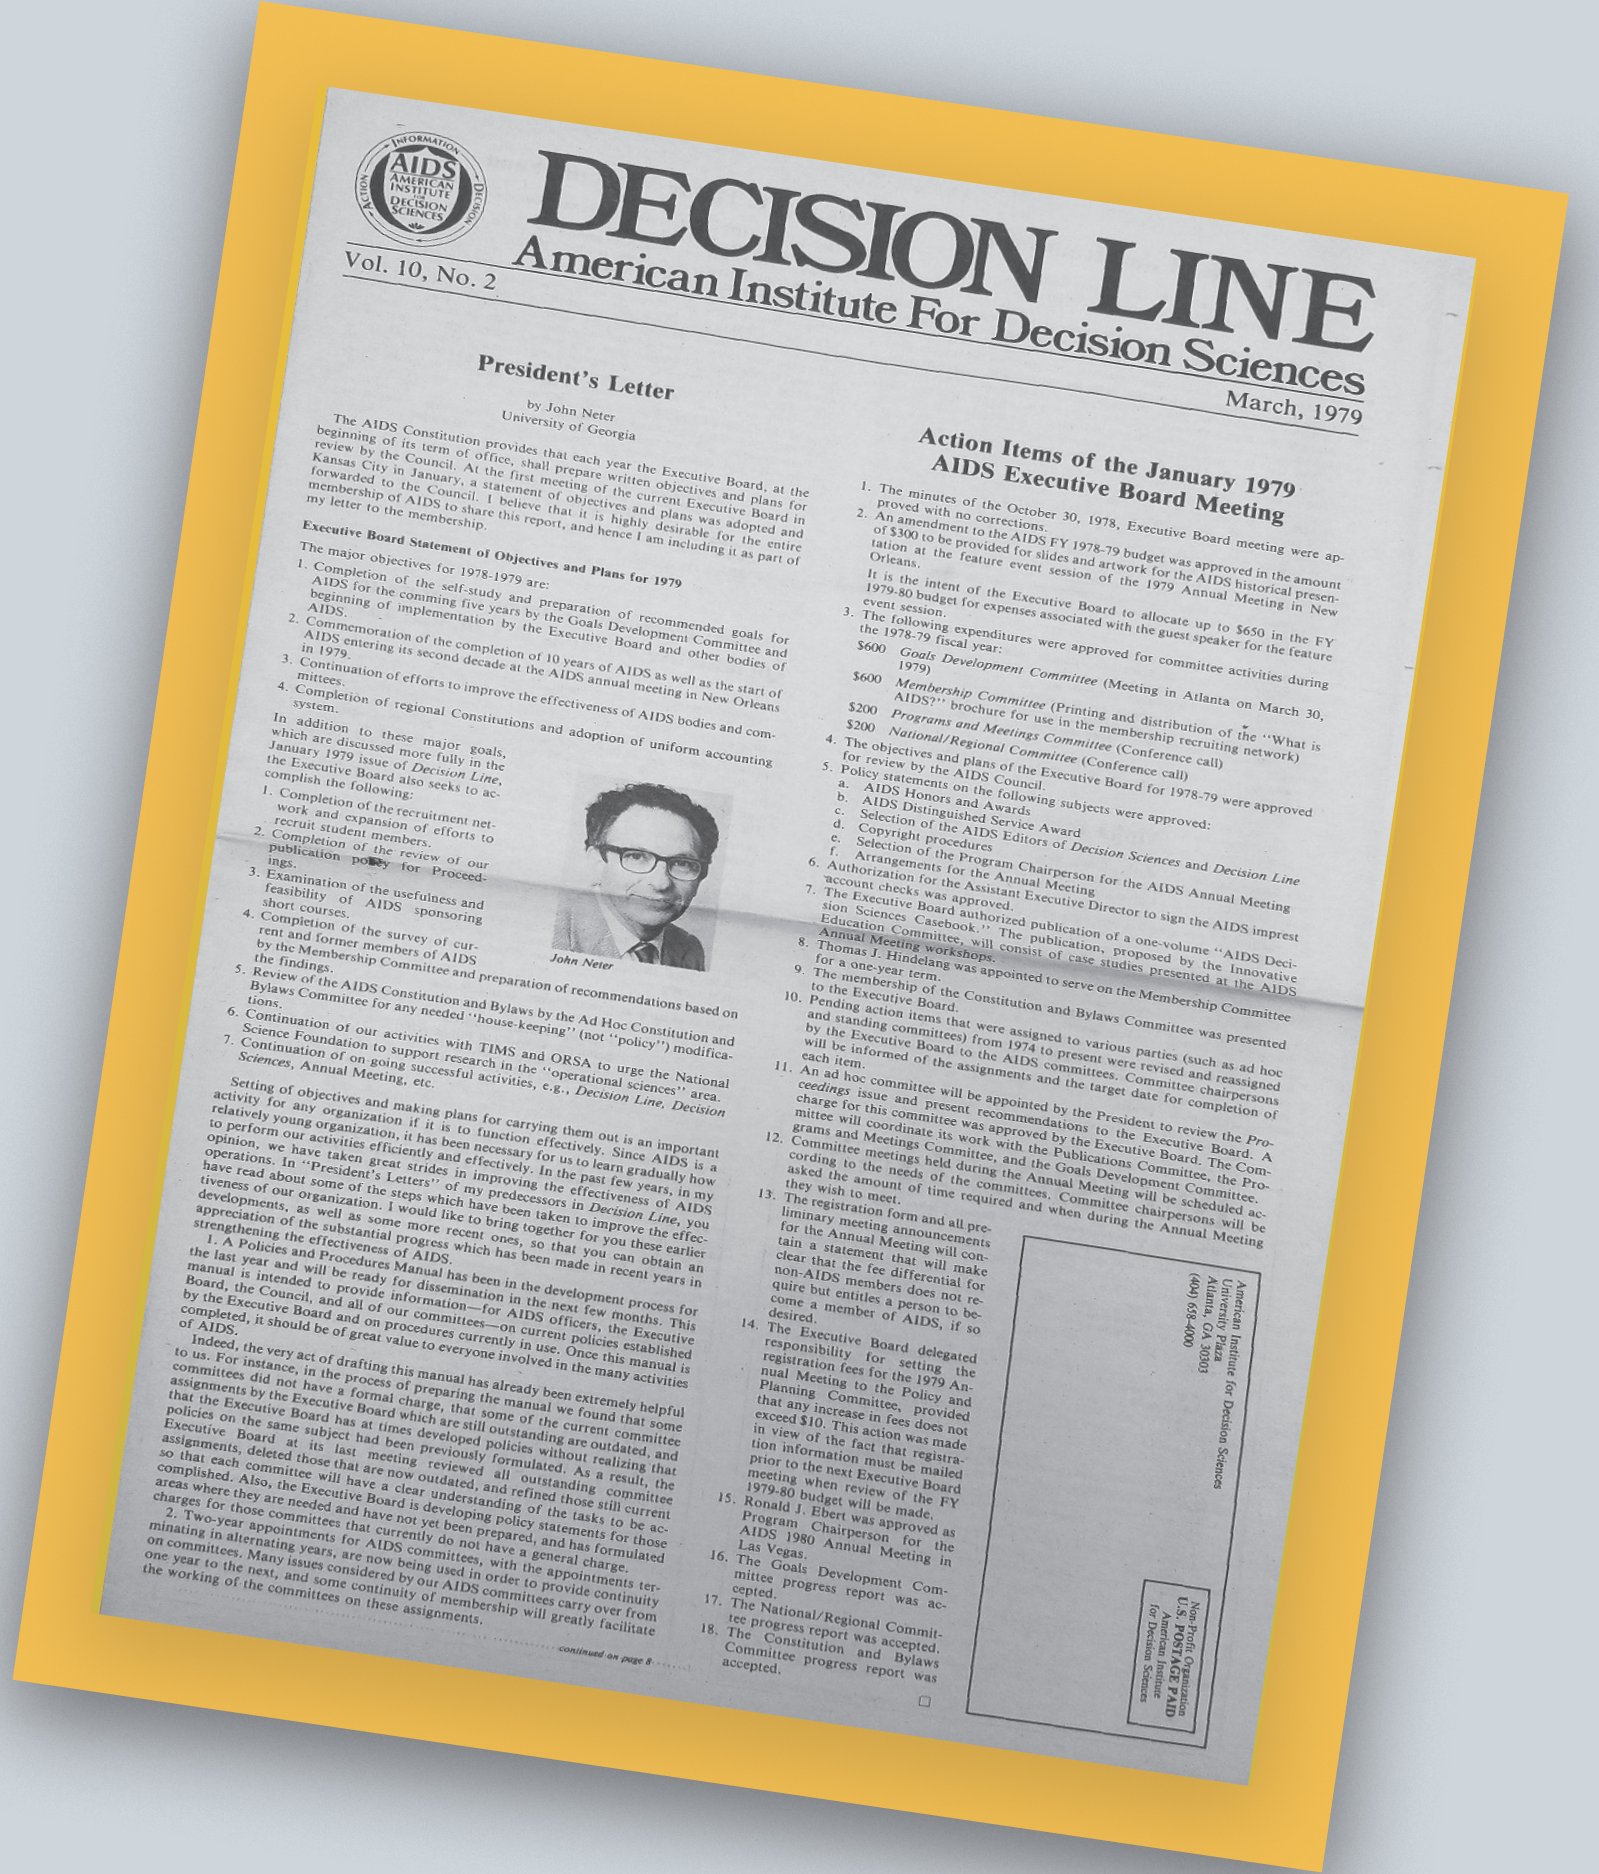 INFORMATION
DECISION
ACTION
AIDS
AMERICAN
INSTITUTE
FOR
DECISION
SCIENCES
DECISION LINE
American Institute For Decision Sciences
Vol. 10, No. 2
March, 1979
President's Letter
by John Neter
University of Georgia
The AIDS Constitution provides that each year the Executive Board, at the
beginning of its term of office, shall prepare written objectives and plans for
review by the Council. At the first meeting of the current Executive Board in
Kansas City in January, a statement of objectives and plans was adopted and
forwarded to the Council. I believe that it is highly desirable for the entire
membership of AIDS to share this report, and hence I am including it as part of
my letter to the membership.
Executive Board Statement of Objectives and Plans for 1979
The major objectives for 1978-1979 are:
1. Completion of the self-study and preparation of recommended goals for
AIDS for the comming five years by the Goals Development Committee and
beginning of implementation by the Executive Board and other bodies of
AIDS.
2. Commemoration of the completion of 10 years of AIDS as well as the start of
AIDS entering its second decade at the AIDS annual meeting in New Orleans
in 1979.
3. Continuation of efforts to improve the effectiveness of AIDS bodies and com-
mittees.
4. Completion of regional Constitutions and adoption of uniform accounting
system.
In addition to these major goals,
which are discussed more fully in the
January 1979 issue of Decision Line,
the Executive Board also seeks to ac-
complish the following:
1. Completion of the recruitment net-
work and expansion of efforts to
recruit student members.
2. Completion of the review of our
publication policy for Proceed-
ings.
3. Examination of the usefulness and
feasibility of AIDS sponsoring
short courses.
4. Completion of the survey of cur-
rent and former members of AIDS
by the Membership Committee and preparation of recommendations based on
the findings.
John Neter
5. Review of the AIDS Constitution and Bylaws by the Ad Hoc Constitution and
Bylaws Committee for any needed "house-keeping" (not "policy") modifica-
tions.
6. Continuation of our activities with TIMS and ORSA to urge the National
Science Foundation to support research in the "operational sciences" area.
7. Continuation of on-going successful activities, e.g., Decision Line, Decision
Sciences, Annual Meeting, etc.
Setting of objectives and making plans for carrying them out is an important
activity for any organization if it is to function effectively. Since AIDS is a
relatively young organization, it has been necessary for us to learn gradually how
to perform our activities efficiently and effectively. In the past few years, in my
opinion, we have taken great strides in improving the effectiveness of AIDS
operations. In "President's Letters" of my predecessors in Decision Line, you
have read about some of the steps which have been taken to improve the effec-
tiveness of our organization. I would like to bring together for you these earlier
developments, as well as some more recent ones, so that you can obtain an
appreciation of the substantial progress which has been made in recent years in
strengthening the effectiveness of AIDS.
1. A Policies and Procedures Manual has been in the development process for
the last year and will be ready for dissemination in the next few months. This
manual is intended to provide information—for AIDS officers, the Executive
Board, the Council, and all of our committees—on current policies established
by the Executive Board and on procedures currently in use. Once this manual is
completed, it should be of great value to everyone involved in the many activities
of AIDS.
Indeed, the very act of drafting this manual has already been extremely helpful
to us. For instance, in the process of preparing the manual we found that some
committees did not have a formal charge, that some of the current committee
assignments by the Executive Board which are still outstanding are outdated, and
that the Executive Board has at times developed policies without realizing that
policies on the same subject had been previously formulated. As a result, the
Executive Board at its last meeting reviewed all outstanding committee
assignments, deleted those that are now outdated, and refined those still current
so that each committee will have a clear understanding of the tasks to be ac-
complished. Also, the Executive Board is developing policy statements for those
areas where they are needed and have not yet been prepared, and has formulated
charges for those committees that currently do not have a general charge.
2. Two-year appointments for AIDS committees, with the appointments ter-
minating in alternating years, are now being used in order to provide continuity
on committees. Many issues considered by our AIDS committees carry over from
one year to the next, and some continuity of membership will greatly facilitate
the working of the committees on these assignments.
continued on page 8
Action Items of the January 1979
AIDS Executive Board Meeting
1. The minutes of the October 30, 1978, Executive Board meeting were ap-
proved with no corrections.
2. An amendment to the AIDS FY 1978-79 budget was approved in the amount
of $300 to be provided for slides and artwork for the AIDS historical presen-
tation at the feature event session of the 1979 Annual Meeting in New
Orleans.
It is the intent of the Executive Board to allocate up to $650 in the FY
1979-80 budget for expenses associated with the guest speaker for the feature
event session.
3. The following expenditures were approved for committee activities during
the 1978-79 fiscal year:
$600 Goals Development Committee (Meeting in Atlanta on March 30,
1979)
$600 Membership Committee (Printing and distribution of the "What is
AIDS?" brochure for use in the membership recruiting network)
$200 Programs and Meetings Committee (Conference call)
$200 National/Regional Committee (Conference call)
4. The objectives and plans of the Executive Board for 1978-79 were approved
for review by the AIDS Council.
5. Policy statements on the following subjects were approved:
a. AIDS Honors and Awards
b. AIDS Distinguished Service Award
c. Selection of the AIDS Editors of Decision Sciences and Decision Line
d. Copyright procedures
e. Selection of the Program Chairperson for the AIDS Annual Meeting
f. Arrangements for the Annual Meeting
6. Authorization for the Assistant Executive Director to sign the AIDS imprest
account checks was approved.
7. The Executive Board authorized publication of a one-volume "AIDS Deci-
sion Sciences Casebook." The publication, proposed by the Innovative
Education Committee, will consist of case studies presented at the AIDS
Annual Meeting workshops.
8. Thomas J. Hindelang was appointed to serve on the Membership Committee
for a one-year term.
9. The membership of the Constitution and Bylaws Committee was presented
to the Executive Board.
10. Pending action items that were assigned to various parties (such as ad hoc
and standing committees) from 1974 to present were revised and reassigned
by the Executive Board to the AIDS committees. Committee chairpersons
will be informed of the assignments and the target date for completion of
each item.
11. An ad hoc committee will be appointed by the President to review the Pro-
ceedings issue and present recommendations to the Executive Board. A
charge for this committee was approved by the Executive Board. The Com-
mittee will coordinate its work with the Publications Committee, the Pro-
grams and Meetings Committee, and the Goals Development Committee.
12. Committee meetings held during the Annual Meeting will be scheduled ac-
cording to the needs of the committees. Committee chairpersons will be
asked the amount of time required and when during the Annual Meeting
they wish to meet.
13. The registration form and all pre-
liminary meeting announcements
for the Annual Meeting will con-
tain a statement that will make
clear that the fee differential for
non-AIDS members does not re-
quire but entitles a person to be-
come a member of AIDS, if so
desired.
14. The Executive Board delegated
responsibility for setting the
registration fees for the 1979 An-
nual Meeting to the Policy and
Planning Committee, provided
that any increase in fees does not
exceed $10. This action was made
in view of the fact that registra-
tion information must be mailed
prior to the next Executive Board
meeting when review of the FY
1979-80 budget will be made.
15. Ronald J. Ebert was approved as
Program Chairperson for the
AIDS 1980 Annual Meeting in
Las Vegas.
16. The Goals Development Com-
mittee progress report was ac-
cepted.
17. The National/Regional Commit-
tee progress report was accepted.
18. The Constitution and Bylaws
Committee progress report was
accepted.
American Institute for Decision Sciences
University Plaza
Atlanta, GA 30303
(404) 658-4000
Non-Profit Organization
U.S. POSTAGE PAID
American Institute
for Decision Sciences